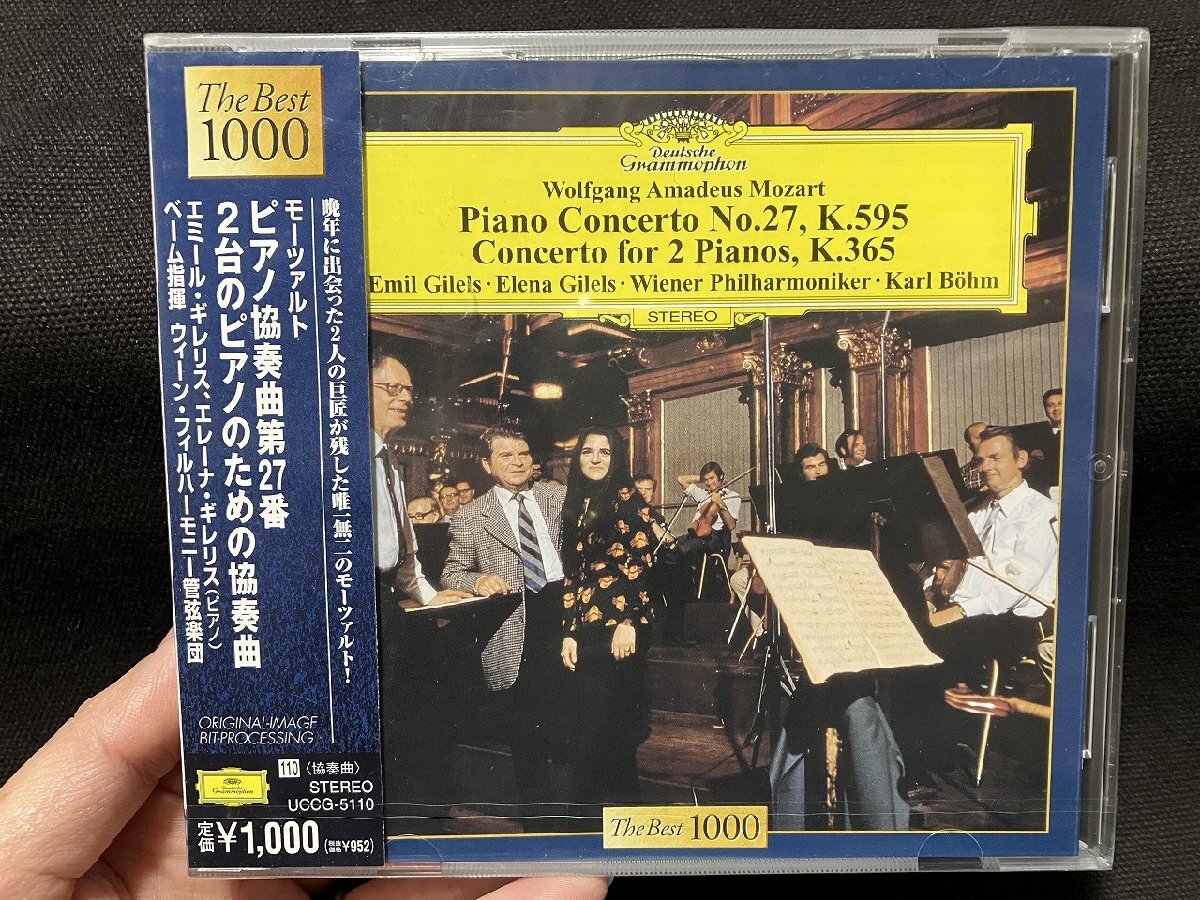 The Best
1000
晩年に出会った2人の巨匠が残した唯一無二のモーツァルト!
モーツァルト
ピアノ協奏曲第27番
2台のピアノのための協奏曲
エミール・ギレリス、エレーナ・ギレリス(ピアノ)
ベーム指揮 ウィーン・フィルハーモニー管弦楽団
ORIGINAL-IMAGE
BIT-PROCESSING
Deutsche
Grammophon
110 〈協奏曲〉
STEREO
UCCG-5110
定価¥1,000(税抜価格¥952)
Deutsche
Grammophon
Wolfgang Amadeus Mozart
Piano Concerto No.27, K.595
Concerto for 2 Pianos, K.365
Emil Gilels · Elena Gilels · Wiener Philharmoniker · Karl Böhm
STEREO
The Best 1000